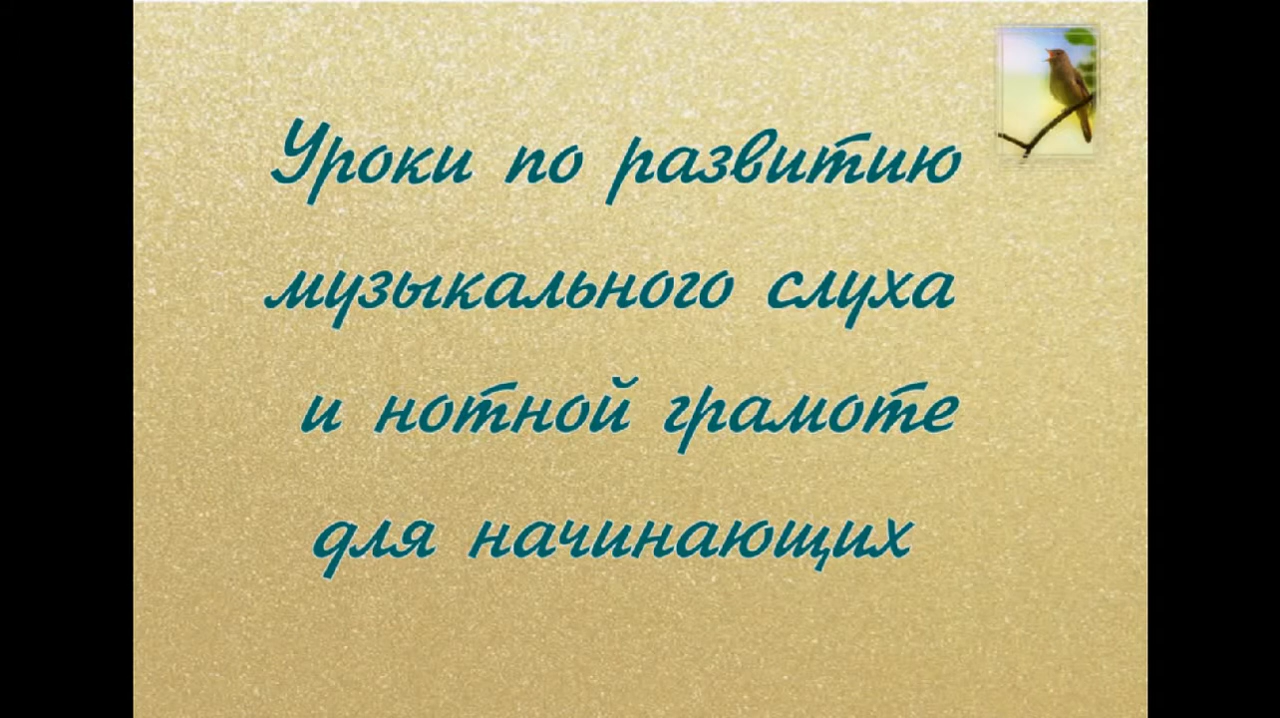 Уроки по развитию
музыкального слуха
и нотной грамоте
для начинающих